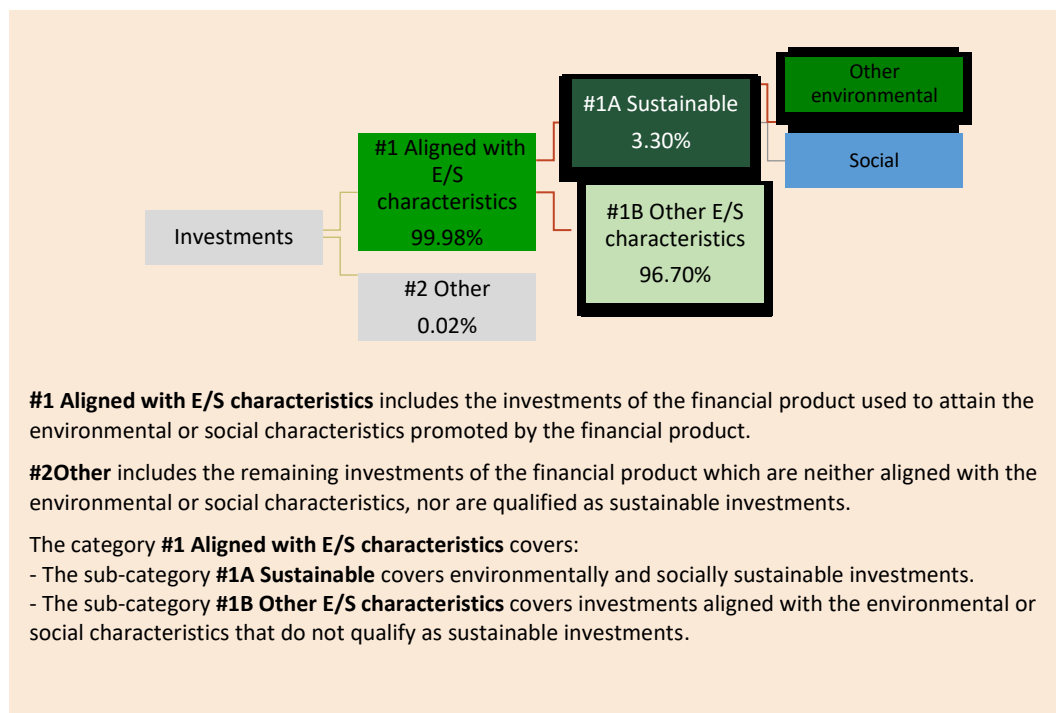 Investments
#1 Aligned with
E/S
characteristics
99.98%
#2 Other
0.02%
#1A Sustainable
3.30%
#1B Other E/S
characteristics
96.70%
Other
environmental
Social
#1 Aligned with E/S characteristics includes the investments of the financial product used to attain the
environmental or social characteristics promoted by the financial product.
#2Other includes the remaining investments of the financial product which are neither aligned with the
environmental or social characteristics, nor are qualified as sustainable investments.
The category #1 Aligned with E/S characteristics covers:
- The sub-category #1A Sustainable covers environmentally and socially sustainable investments.
- The sub-category #1B Other E/S characteristics covers investments aligned with the environmental or
social characteristics that do not qualify as sustainable investments.